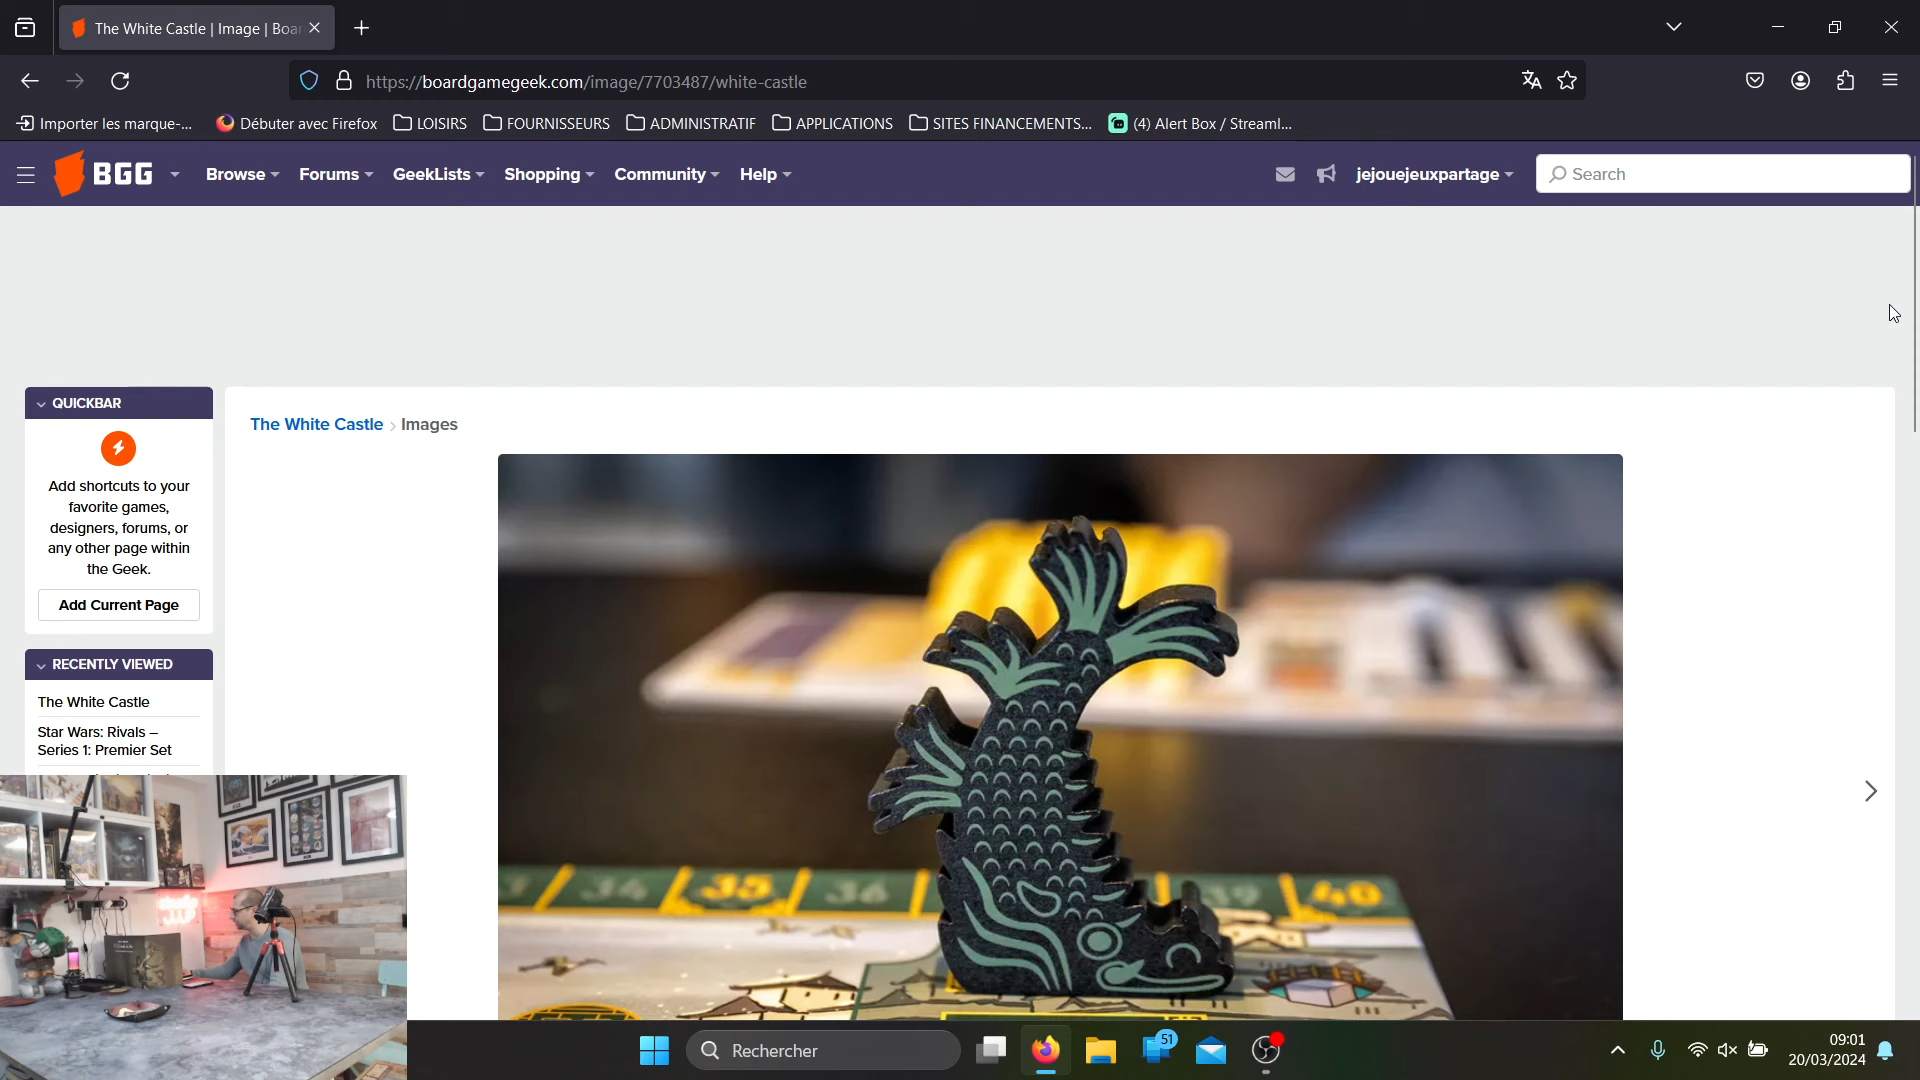 The White Castle | Image | Boar
https://boardgamegeek.com/image/7703487/white-castle
Importer les marque-...
Débuter avec Firefox
LOISIRS
FOURNISSEURS
ADMINISTRATIF
APPLICATIONS
SITES FINANCEMENTS...
(4) Alert Box / Streaml...
BGG
Browse
Forums
GeekLists
Shopping
Community
Help
jejouejeuxpartage
Search
QUICKBAR
Add shortcuts to your
favorite games,
designers, forums, or
any other page within
the Geek.
Add Current Page
RECENTLY VIEWED
The White Castle
Star Wars: Rivals –
Series 1: Premier Set
The White Castle > Images
34 35 36 39 40
Rechercher
51
09:01
20/03/2024